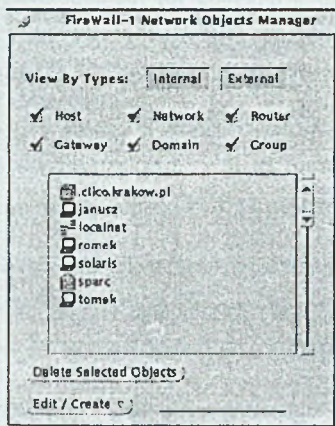 FireWall-1 Network Objects Manager
View By Types: Internal External
Host Network Router
Gateway Domain Group
.clico.krakow.pl
janusz
localnet
romek
solaris
sparc
tomek
Delete Selected Objects
Edit / Create